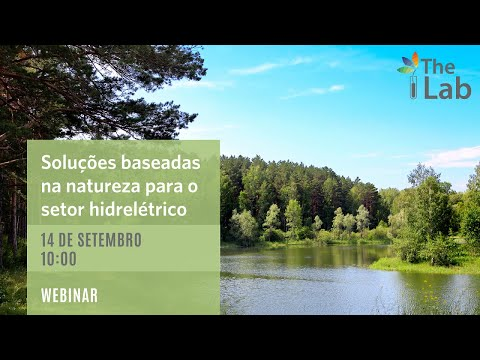 The
Lab
Soluções baseadas
na natureza para o
setor hidrelétrico
14 DE SETEMBRO
10:00
WEBINAR